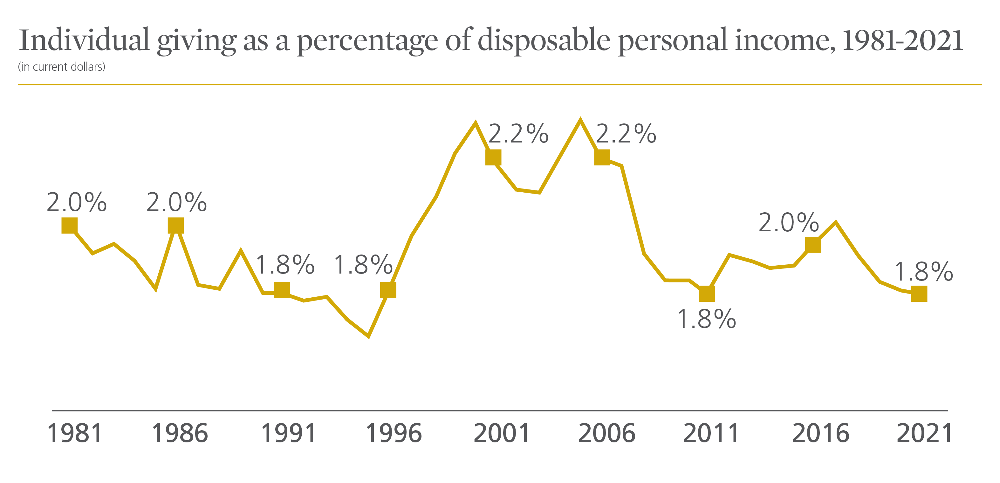 Individual giving as a percentage of disposable personal income, 1981-2021
(in current dollars)
2.2% 2.2%
2.0% 2.0% 2.0%
1.8% 1.8% 1.8%
1.8%
1981 1986 1991 1996 2001 2006 2011 2016 2021